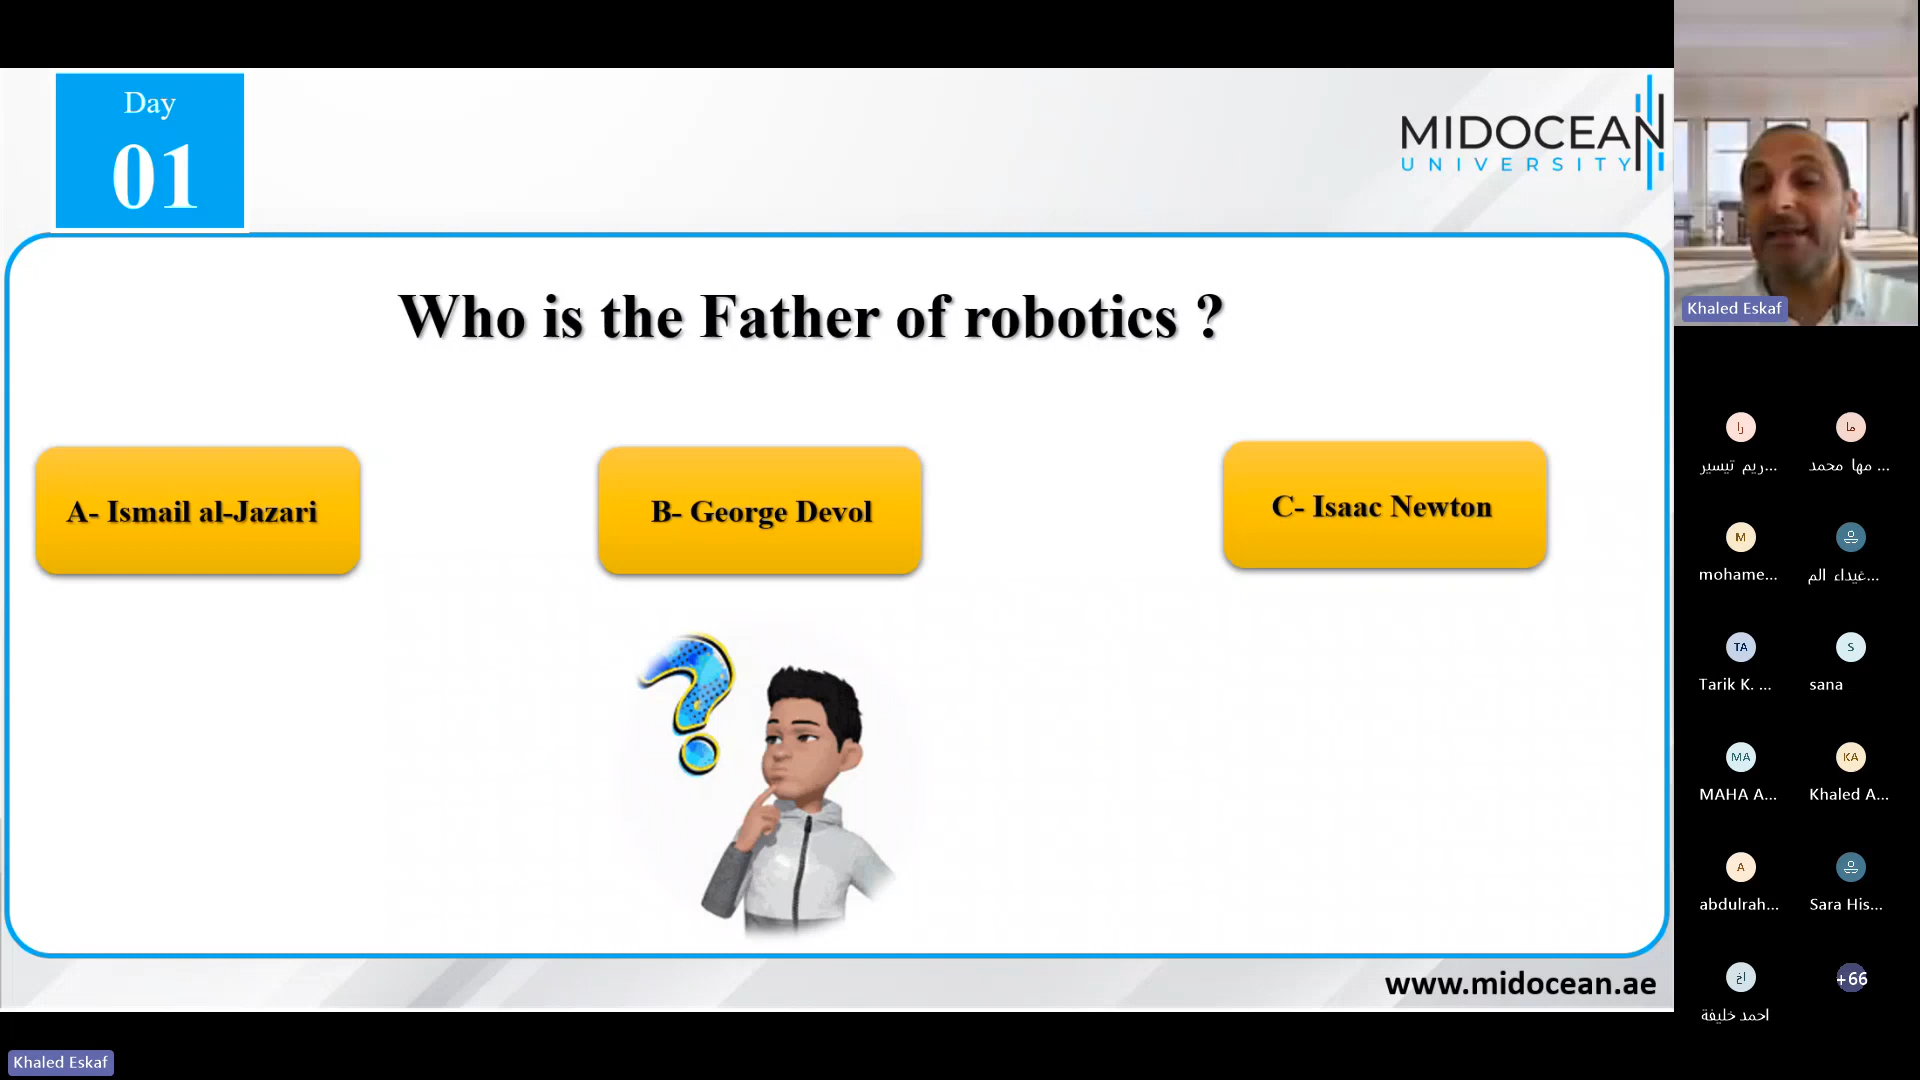 Day
01
MIDOCEAN
UNIVERSITY
Who is the Father of robotics ?
A- Ismail al-Jazari
B- George Devol
C- Isaac Newton
www.midocean.ae
Khaled Eskaf
Khaled Eskaf
را
ما
ريم تيسير...
مها محمد ...
M
mohame...
غيداء الم...
TA
S
Tarik K. ...
sana
MA
KA
MAHA A...
Khaled A...
A
abdulrah...
Sara His...
اخ
+66
احمد خليفة